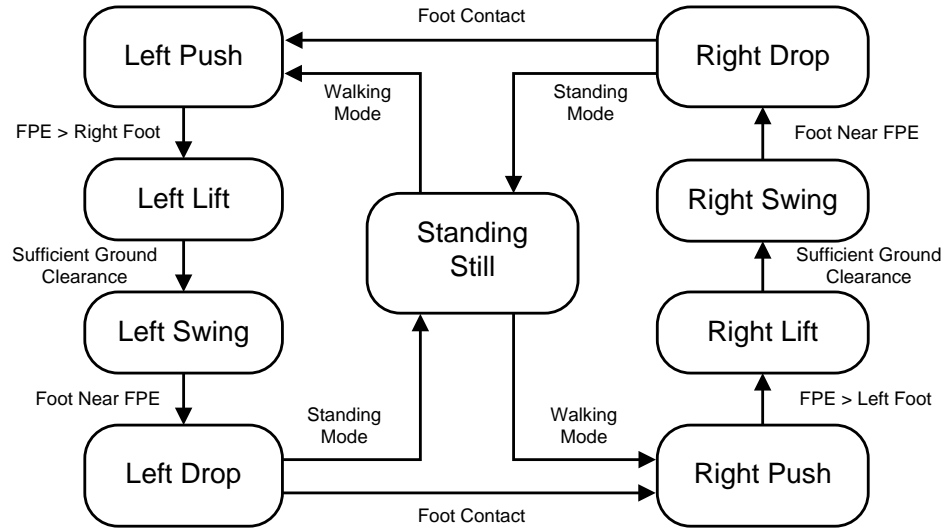 Foot Contact
Left Push
Right Drop
Walking
Mode
Standing
Mode
FPE > Right Foot
Foot Near FPE
Left Lift
Right Swing
Standing
Still
Sufficient Ground
Clearance
Sufficient Ground
Clearance
Left Swing
Right Lift
Foot Near FPE
FPE > Left Foot
Standing
Mode
Walking
Mode
Left Drop
Right Push
Foot Contact